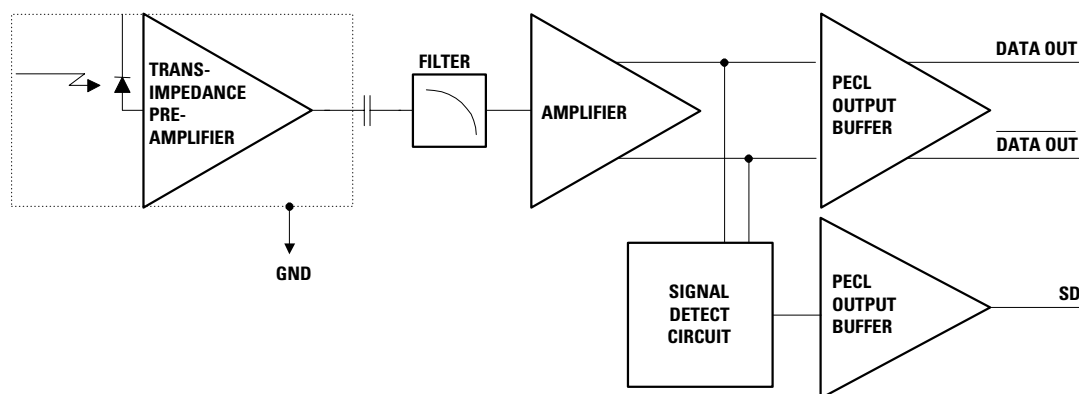 TRANS-
IMPEDANCE
PRE-
AMPLIFIER
GND
FILTER
AMPLIFIER
PECL
OUTPUT
BUFFER
DATA OUT
DATA OUT
SIGNAL
DETECT
CIRCUIT
PECL
OUTPUT
BUFFER
SD